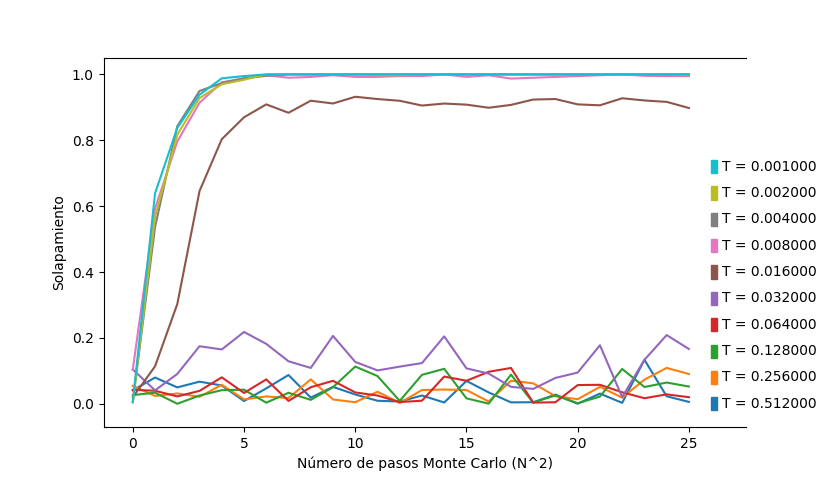 1.0
0.8
0.6
0.4
0.2
0.0
Solapamiento
0
5
10
15
20
25
Número de pasos Monte Carlo (N^2)
T = 0.001000
T = 0.002000
T = 0.004000
T = 0.008000
T = 0.016000
T = 0.032000
T = 0.064000
T = 0.128000
T = 0.256000
T = 0.512000